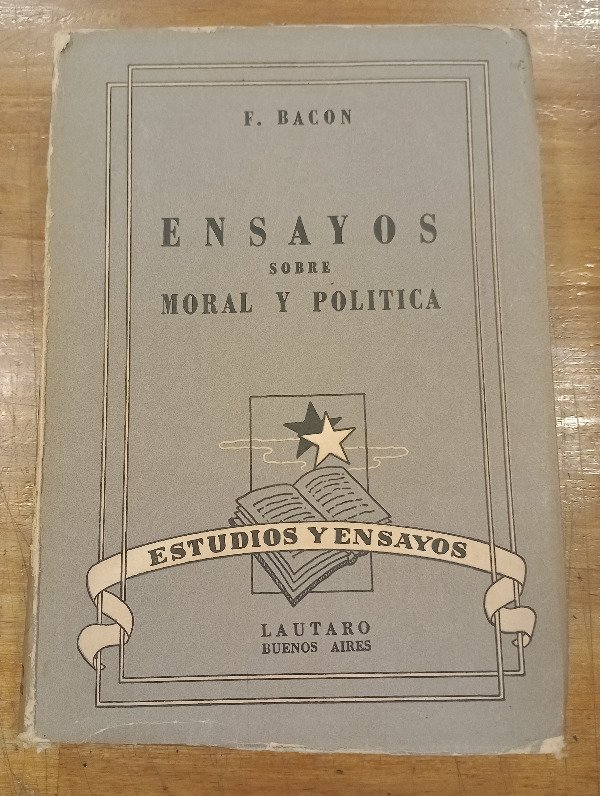 F. BACON
ENSAYOS
SOBRE
MORAL Y POLITICA
ESTUDIOS Y ENSAYOS
LAUTARO
BUENOS AIRES